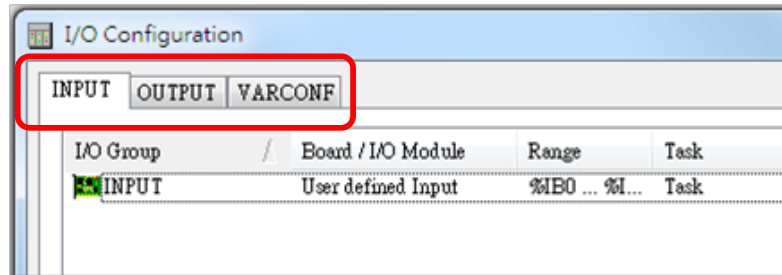 I/O Configuration
INPUT OUTPUT VARCONF
I/O Group / Board / I/O Module Range Task
INPUT User defined Input %IB0 ... %I... Task